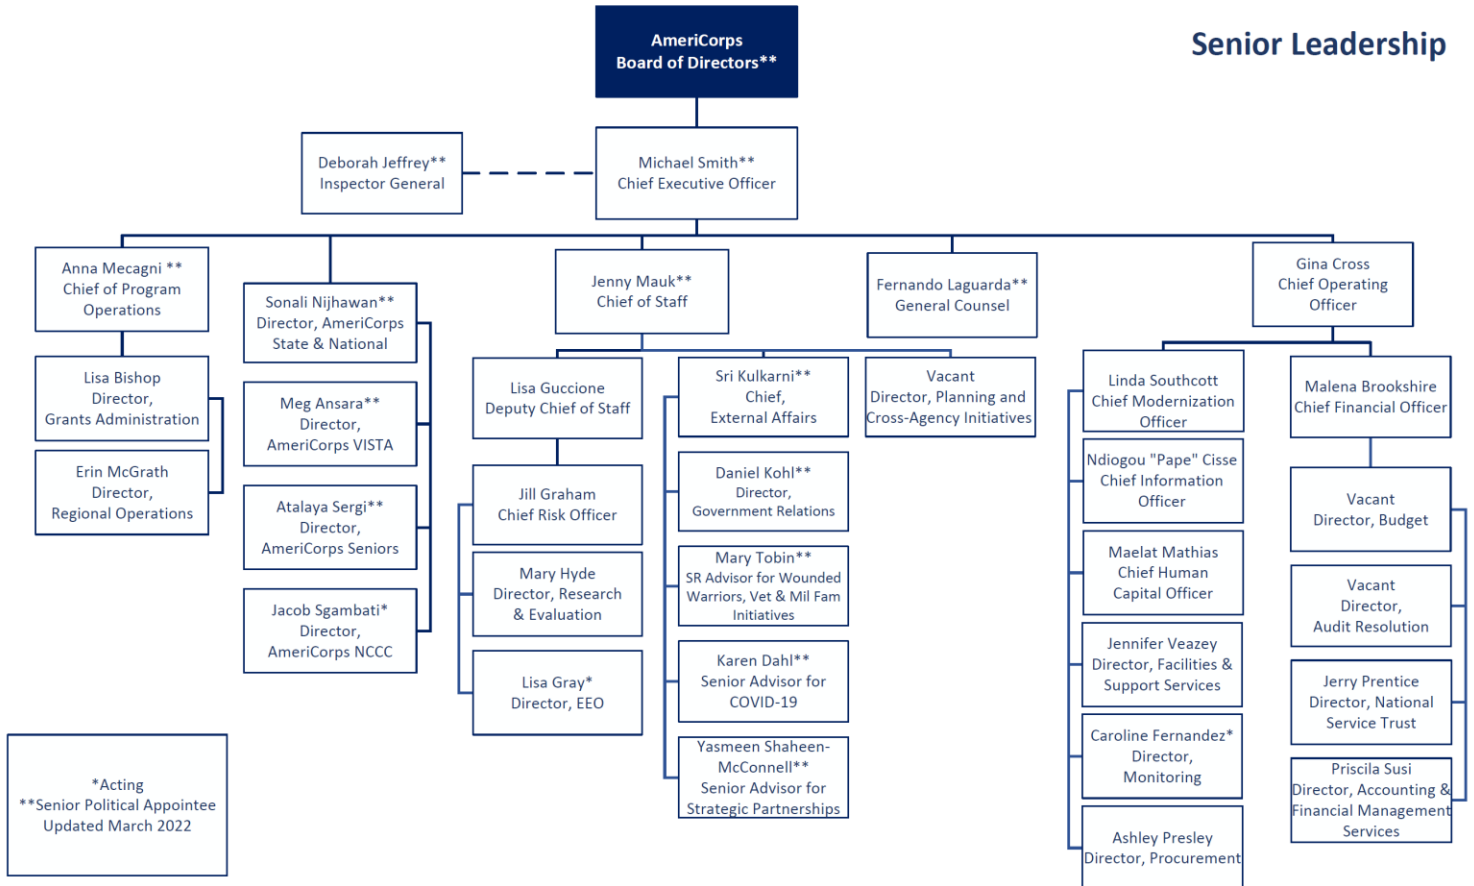 Senior Leadership
AmeriCorps
Board of Directors**
Deborah Jeffrey**
Inspector General
Michael Smith**
Chief Executive Officer
Anna Mecagni **
Chief of Program
Operations
Lisa Bishop
Director,
Grants Administration
Erin McGrath
Director,
Regional Operations
Sonali Nijhawan**
Director, AmeriCorps
State & National
Meg Ansara**
Director,
AmeriCorps VISTA
Atalaya Sergi**
Director,
AmeriCorps Seniors
Jacob Sgambati*
Director,
AmeriCorps NCCC
Jenny Mauk**
Chief of Staff
Lisa Guccione
Deputy Chief of Staff
Jill Graham
Chief Risk Officer
Mary Hyde
Director, Research
& Evaluation
Lisa Gray*
Director, EEO
Sri Kulkarni**
Chief,
External Affairs
Daniel Kohl**
Director,
Government Relations
Mary Tobin**
SR Advisor for Wounded
Warriors, Vet & Mil Fam
Initiatives
Karen Dahl**
Senior Advisor for
COVID-19
Yasmeen Shaheen-
McConnell**
Senior Advisor for
Strategic Partnerships
Vacant
Director, Planning and
Cross-Agency Initiatives
Fernando Laguarda**
General Counsel
Gina Cross
Chief Operating
Officer
Linda Southcott
Chief Modernization
Officer
Ndiogou "Pape" Cisse
Chief Information
Officer
Maelat Mathias
Chief Human
Capital Officer
Jennifer Veazey
Director, Facilities &
Support Services
Caroline Fernandez*
Director,
Monitoring
Ashley Presley
Director, Procurement
Malena Brookshire
Chief Financial Officer
Vacant
Director, Budget
Vacant
Director,
Audit Resolution
Jerry Prentice
Director, National
Service Trust
Priscila Susi
Director, Accounting &
Financial Management
Services
*Acting
**Senior Political Appointee
Updated March 2022